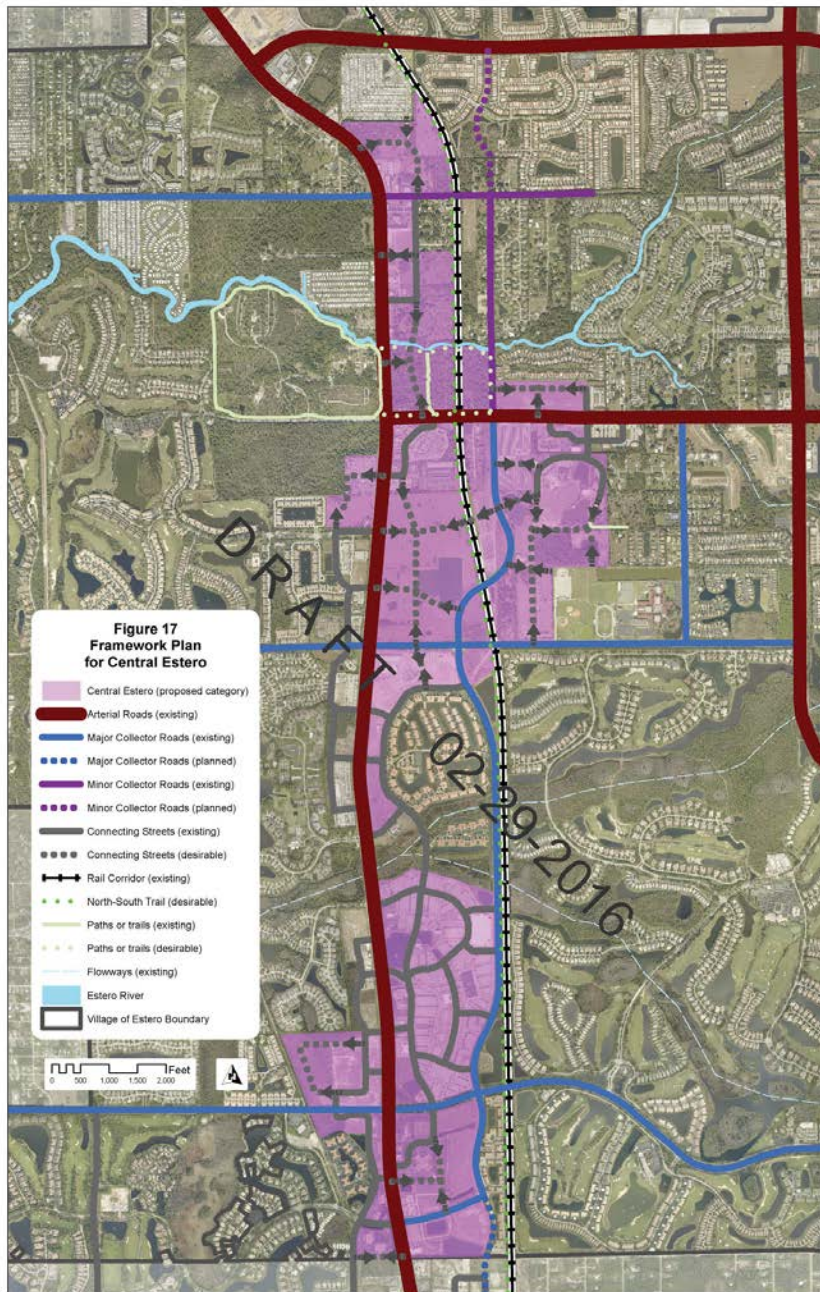 DRAFT
02-29-2016
Figure 17
Framework Plan
for Central Estero
Central Estero (proposed category)
Arterial Roads (existing)
Major Collector Roads (existing)
Major Collector Roads (planned)
Minor Collector Roads (existing)
Minor Collector Roads (planned)
Connecting Streets (existing)
Connecting Streets (desirable)
Rail Corridor (existing)
North-South Trail (desirable)
Paths or trails (existing)
Paths or trails (desirable)
Flowways (existing)
Estero River
Village of Estero Boundary
Feet
0 500 1,000 1,500 2,000